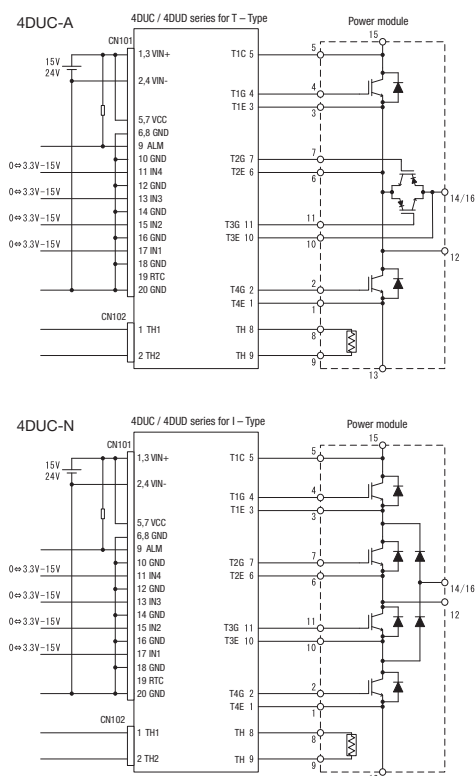 4DUC-A
4DUC / 4DUD series for T – Type
Power module
CN101
15V
24V
1,3 VIN+
2,4 VIN-
5,7 VCC
6,8 GND
9 ALM
10 GND
0⇔3.3V–15V
11 IN4
12 GND
0⇔3.3V–15V
13 IN3
14 GND
0⇔3.3V–15V
15 IN2
16 GND
0⇔3.3V–15V
17 IN1
18 GND
19 RTC
20 GND
CN102
1 TH1
2 TH2
T1C 5
T1G 4
T1E 3
T2G 7
T2E 6
T3G 11
T3E 10
T4G 2
T4E 1
TH 8
TH 9
15
5
4
3
7
6
11
10
2
1
8
9
14/16
12
13
4DUC-N
4DUC / 4DUD series for I – Type
Power module
CN101
15V
24V
1,3 VIN+
2,4 VIN-
5,7 VCC
6,8 GND
9 ALM
10 GND
0⇔3.3V–15V
11 IN4
12 GND
0⇔3.3V–15V
13 IN3
14 GND
0⇔3.3V–15V
15 IN2
16 GND
0⇔3.3V–15V
17 IN1
18 GND
19 RTC
20 GND
CN102
1 TH1
2 TH2
T1C 5
T1G 4
T1E 3
T2G 7
T2E 6
T3G 11
T3E 10
T4G 2
T4E 1
TH 8
TH 9
15
5
4
3
7
6
11
10
2
1
8
9
14/16
12